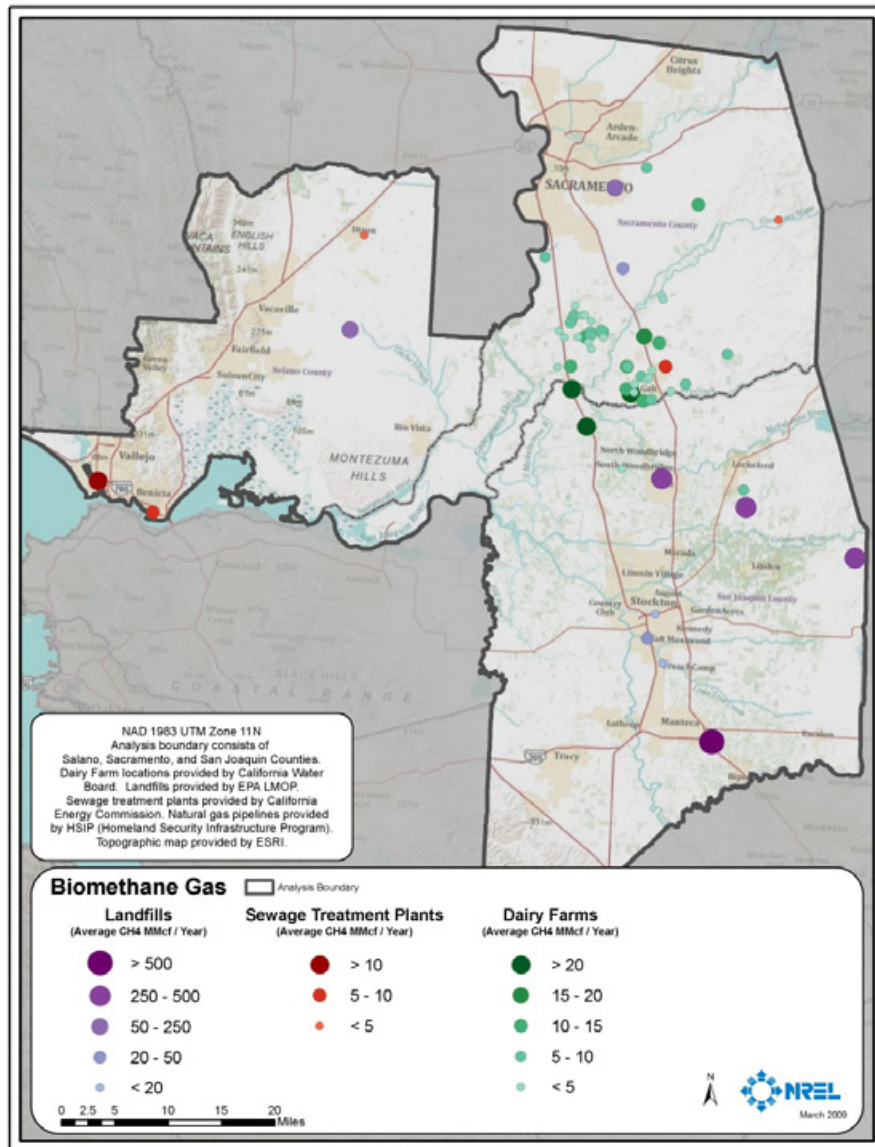 Citrus
Heights
Arden-
Arcade
SACRAMENTO
Sacramento County
Dixon
ENGLISH
HILLS
241m
Vacaville
Fairfield
Suisun City
Solano County
Green
Valley
Rio Vista
MONTEZUMA
HILLS
Vallejo
780
Benicia
Galt
North Woodbridge
South Woodbridge
Lockeford
Morada
Linden
Lincoln Village
August
San Joaquin County
Country
Club
Stockton
Garden Acres
Kennedy
French Camp
Lathrop
Manteca
Escalon
Tracy
COASTAL RANGE
Concord
Antioch
NAD 1983 UTM Zone 11N
Analysis boundary consists of
Salano, Sacramento, and San Joaquin Counties.
Dairy Farm locations provided by California Water
Board. Landfills provided by EPA LMOP.
Sewage treatment plants provided by California
Energy Commission. Natural gas pipelines provided
by HSIP (Homeland Security Infrastructure Program).
Topographic map provided by ESRI.
Biomethane Gas Analysis Boundary
Landfills Sewage Treatment Plants Dairy Farms
(Average CH4 MMcf / Year) (Average CH4 MMcf / Year) (Average CH4 MMcf / Year)
> 500 > 10 > 20
250 - 500 5 - 10 15 - 20
50 - 250 < 5 10 - 15
20 - 50 5 - 10
< 20 < 5
0 2.5 5 10 15 20
Miles
N
NREL
March 2009